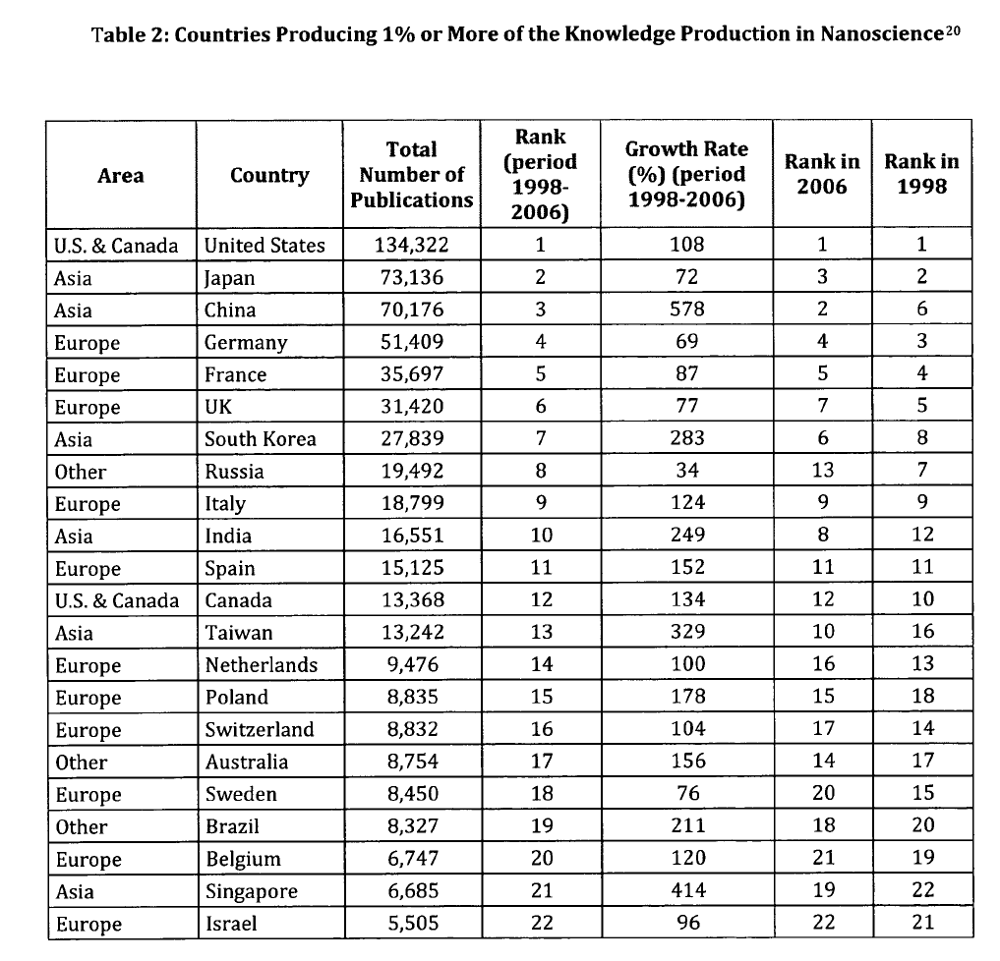 Table 2: Countries Producing 1% or More of the Knowledge Production in Nanoscience20
Area Country Total Number of Publications Rank (period 1998-2006) Growth Rate (%) (period 1998-2006) Rank in 2006 Rank in 1998
U.S. & Canada United States 134,322 1 108 1 1
Asia Japan 73,136 2 72 3 2
Asia China 70,176 3 578 2 6
Europe Germany 51,409 4 69 4 3
Europe France 35,697 5 87 5 4
Europe UK 31,420 6 77 7 5
Asia South Korea 27,839 7 283 6 8
Other Russia 19,492 8 34 13 7
Europe Italy 18,799 9 124 9 9
Asia India 16,551 10 249 8 12
Europe Spain 15,125 11 152 11 11
U.S. & Canada Canada 13,368 12 134 12 10
Asia Taiwan 13,242 13 329 10 16
Europe Netherlands 9,476 14 100 16 13
Europe Poland 8,835 15 178 15 18
Europe Switzerland 8,832 16 104 17 14
Other Australia 8,754 17 156 14 17
Europe Sweden 8,450 18 76 20 15
Other Brazil 8,327 19 211 18 20
Europe Belgium 6,747 20 120 21 19
Asia Singapore 6,685 21 414 19 22
Europe Israel 5,505 22 96 22 21